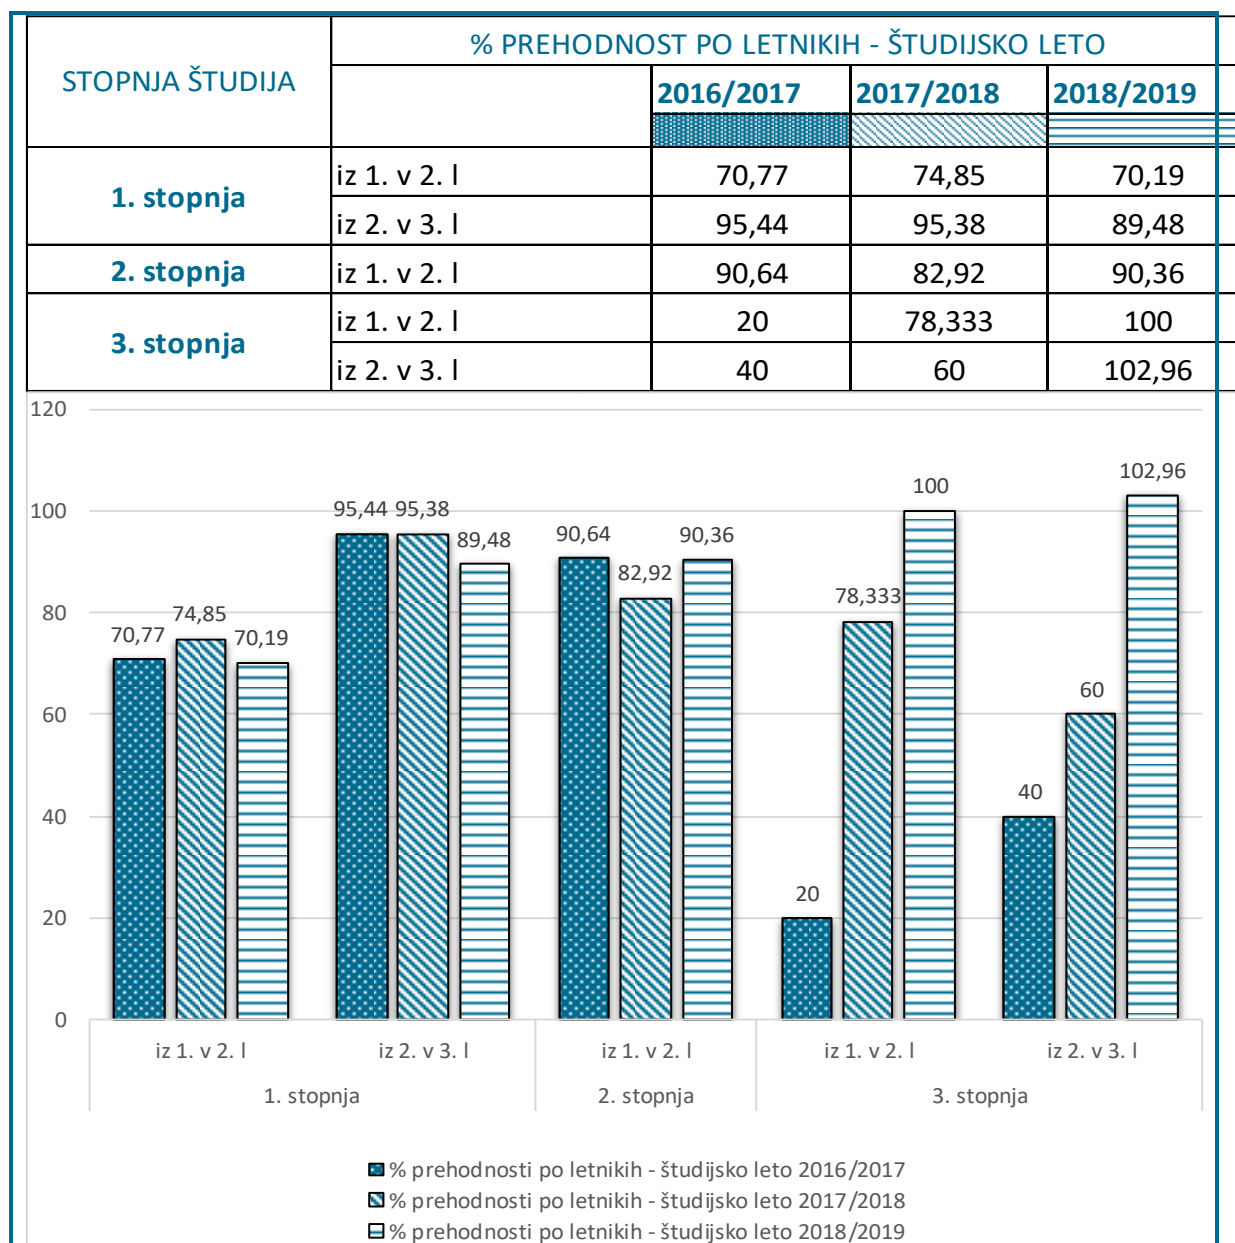 STOPNJA ŠTUDIJA
% PREHODNOST PO LETNIKIH - ŠTUDIJSKO LETO
2016/2017 2017/2018 2018/2019
1. stopnja
iz 1. v 2. l 70,77 74,85 70,19
iz 2. v 3. l 95,44 95,38 89,48
2. stopnja iz 1. v 2. l 90,64 82,92 90,36
3. stopnja
iz 1. v 2. l 20 78,333 100
iz 2. v 3. l 40 60 102,96
120
100
80
60
40
20
0
70,77
74,85
70,19
95,44
95,38
89,48
90,64
82,92
90,36
20
78,333
100
40
60
102,96
iz 1. v 2. l iz 2. v 3. l iz 1. v 2. l iz 1. v 2. l iz 2. v 3. l
1. stopnja 2. stopnja 3. stopnja
% prehodnosti po letnikih - študijsko leto 2016/2017
% prehodnosti po letnikih - študijsko leto 2017/2018
% prehodnosti po letnikih - študijsko leto 2018/2019